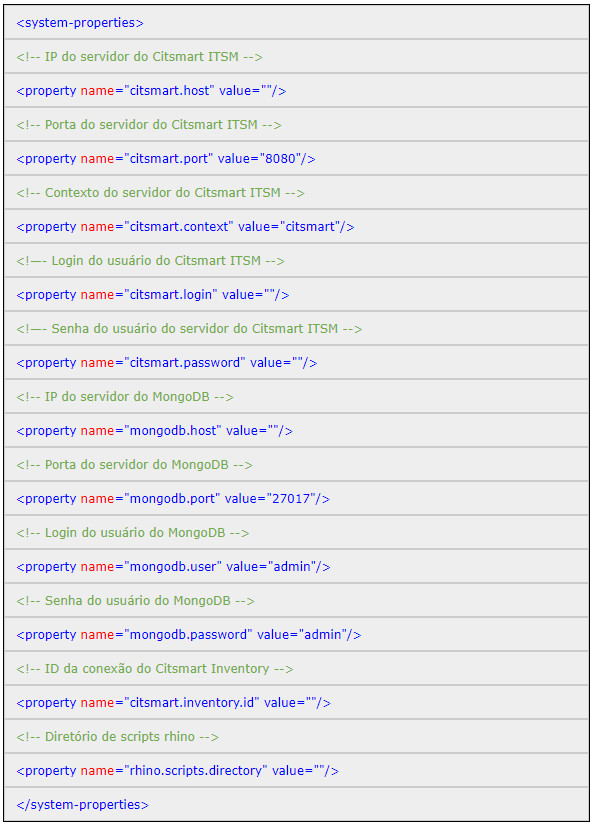 <system-properties>
<!-- IP do servidor do Citsmart ITSM -->
<property name="citsmart.host" value=""/>
<!-- Porta do servidor do Citsmart ITSM -->
<property name="citsmart.port" value="8080"/>
<!-- Contexto do servidor do Citsmart ITSM -->
<property name="citsmart.context" value="citsmart"/>
<!—- Login do usuário do Citsmart ITSM -->
<property name="citsmart.login" value=""/>
<!—- Senha do usuário do servidor do Citsmart ITSM -->
<property name="citsmart.password" value=""/>
<!-- IP do servidor do MongoDB -->
<property name="mongodb.host" value=""/>
<!-- Porta do servidor do MongoDB -->
<property name="mongodb.port" value="27017"/>
<!-- Login do usuário do MongoDB -->
<property name="mongodb.user" value="admin"/>
<!-- Senha do usuário do MongoDB -->
<property name="mongodb.password" value="admin"/>
<!-- ID da conexão do Citsmart Inventory -->
<property name="citsmart.inventory.id" value=""/>
<!-- Diretório de scripts rhino -->
<property name="rhino.scripts.directory" value=""/>
</system-properties>